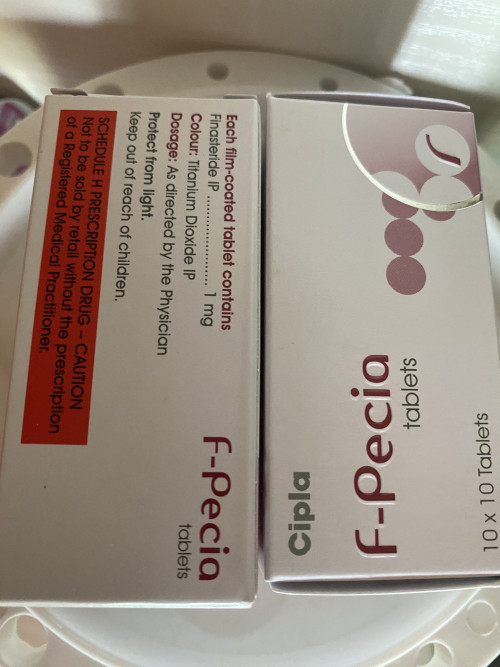 Each film-coated tablet contains
Finasteride IP ........................ 1 mg
Colour: Titanium Dioxide IP
Dosage: As directed by the Physician
Protect from light.
Keep out of reach of children.
SCHEDULE H PRESCRIPTION DRUG – CAUTION
Not to be sold by retail without the prescription
of a Registered Medical Practitioner.
F-Pecia
tablets
10 x 10 Tablets
tablets
F-Pecia
Cipla